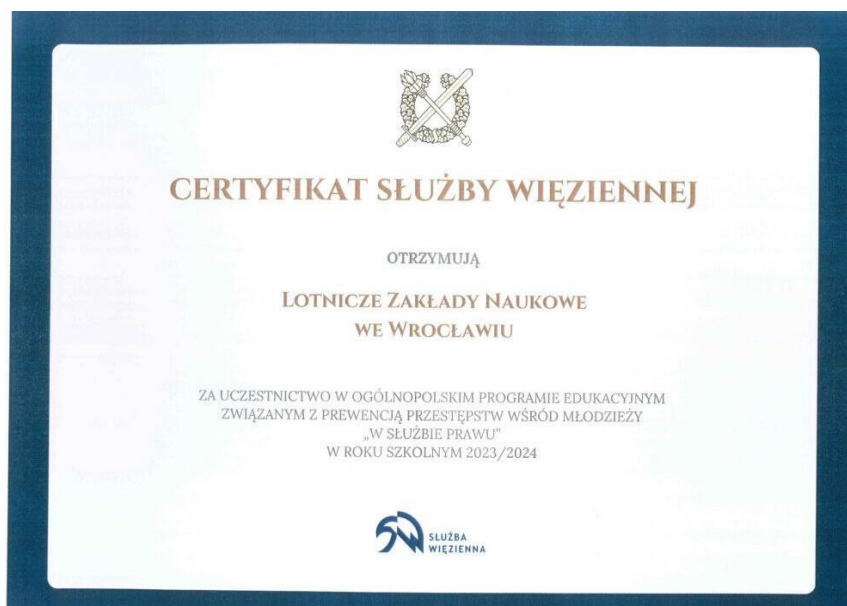 CERTYFIKAT SŁUŻBY WIĘZIENNEJ
OTRZYMUJĄ
LOTNICZE ZAKŁADY NAUKOWE
WE WROCŁAWIU
ZA UCZESTNICTWO W OGÓLNOPOLSKIM PROGRAMIE EDUKACYJNYM
ZWIĄZANYM Z PREWENCJĄ PRZESTĘPSTW WŚRÓD MŁODZIEŻY
„W SŁUŻBIE PRAWU"
W ROKU SZKOLNYM 2023/2024
SŁUŻBA
WIĘZIENNA